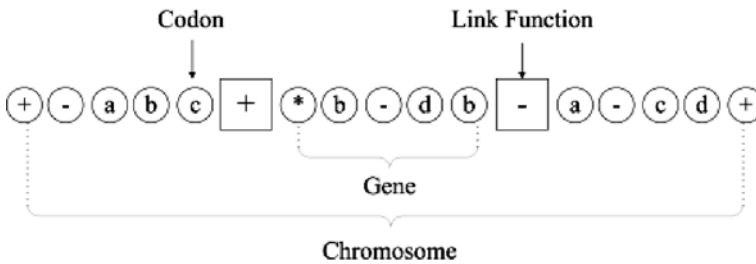 Codon Link Function
+ - a b c + * b - d b - a - c d +
Gene
Chromosome